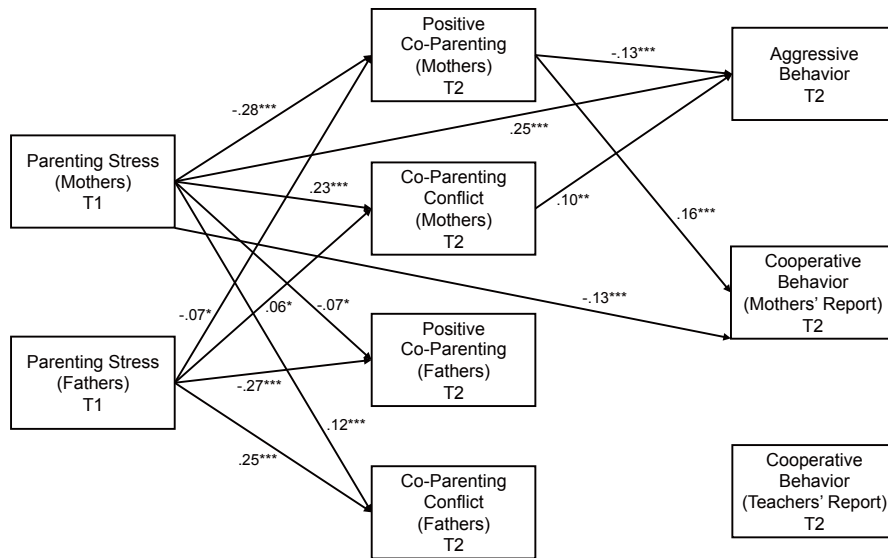 Positive
Co-Parenting
(Mothers)
T2
Aggressive
Behavior
T2
-.13***
-.28***
.25***
Parenting Stress
(Mothers)
T1
Co-Parenting
Conflict
(Mothers)
T2
.23***
.10**
.16***
Cooperative
Behavior
(Mothers' Report)
T2
-.07*
.06*
-.07*
-.13***
Parenting Stress
(Fathers)
T1
Positive
Co-Parenting
(Fathers)
T2
-.27***
.12***
.25***
Co-Parenting
Conflict
(Fathers)
T2
Cooperative
Behavior
(Teachers' Report)
T2